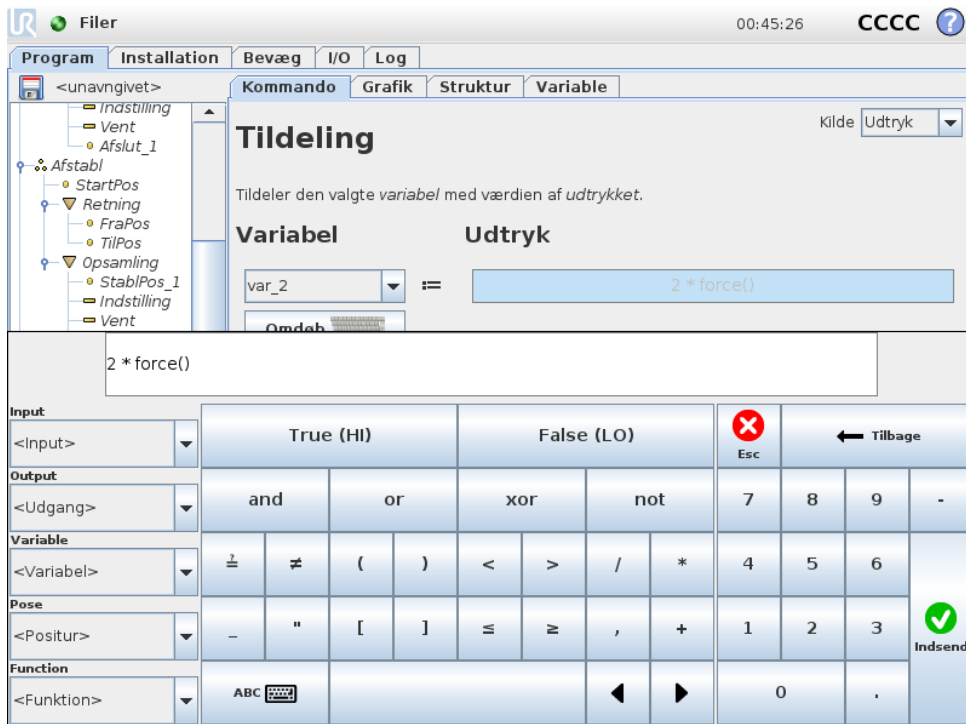 UR Filer 00:45:26 CCCC ?
Program Installation Bevæg I/O Log
<unavngivet> Kommando Grafik Struktur Variable
Indstilling
Vent
Afslut_1
Afstabl
StartPos
Retning
FraPos
TilPos
Opsamling
StablPos_1
Indstilling
Vent
Tildeling
Kilde Udtryk
Tildeler den valgte variabel med værdien af udtrykket.
Variabel Udtryk
var_2 := 2 * force()
Omdøb
2 * force()
Input
<Input> True (HI) False (LO) Esc Tilbage
Output
<Udgang> and or xor not 7 8 9 -
Variable
<Variabel> ≟ ≠ ( ) < > / * 4 5 6
Pose
<Positur> _ " [ ] ≤ ≥ , + 1 2 3 Indsend
Function
<Funktion> ABC 0 .